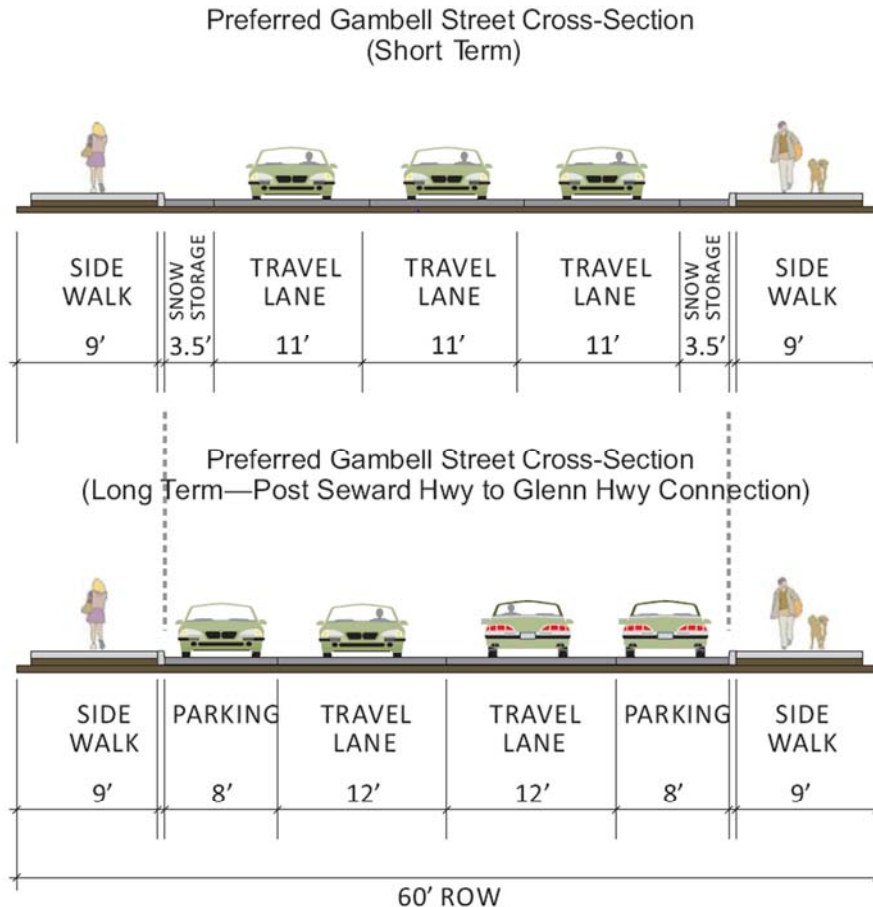 Preferred Gambell Street Cross-Section
(Short Term)
SIDE
WALK
9’
SNOW
STORAGE
3.5’
TRAVEL
LANE
11’
TRAVEL
LANE
11’
TRAVEL
LANE
11’
SNOW
STORAGE
3.5’
SIDE
WALK
9’
Preferred Gambell Street Cross-Section
(Long Term—Post Seward Hwy to Glenn Hwy Connection)
SIDE
WALK
9’
PARKING
8’
TRAVEL
LANE
12’
TRAVEL
LANE
12’
PARKING
8’
SIDE
WALK
9’
60’ ROW